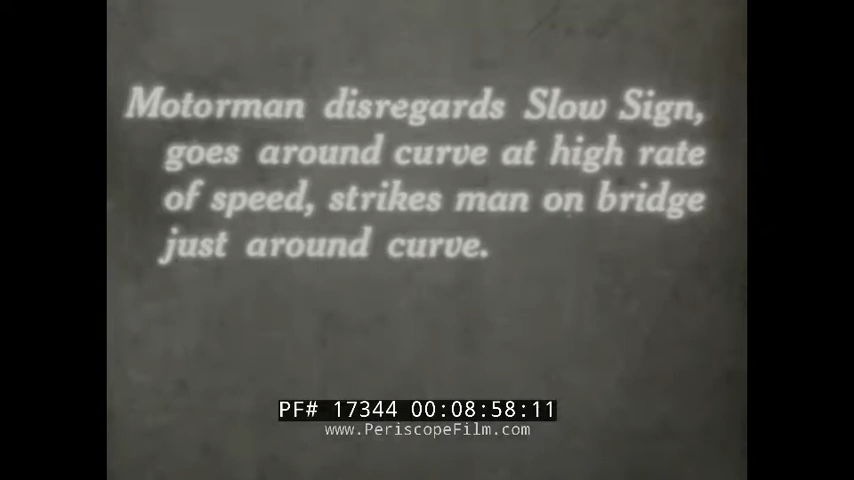 Motorman disregards Slow Sign,
goes around curve at high rate
of speed, strikes man on bridge
just around curve.
PF# 17344 00:08:58:11
www.PeriscopeFilm.com